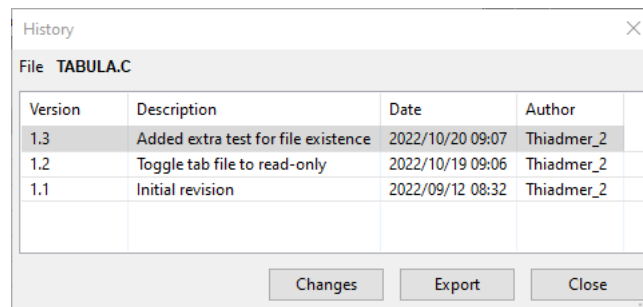 History
File TABULA.C
Version Description Date Author
1.3 Added extra test for file existence 2022/10/20 09:07 Thiadmer_2
1.2 Toggle tab file to read-only 2022/10/19 09:06 Thiadmer_2
1.1 Initial revision 2022/09/12 08:32 Thiadmer_2
Changes Export Close